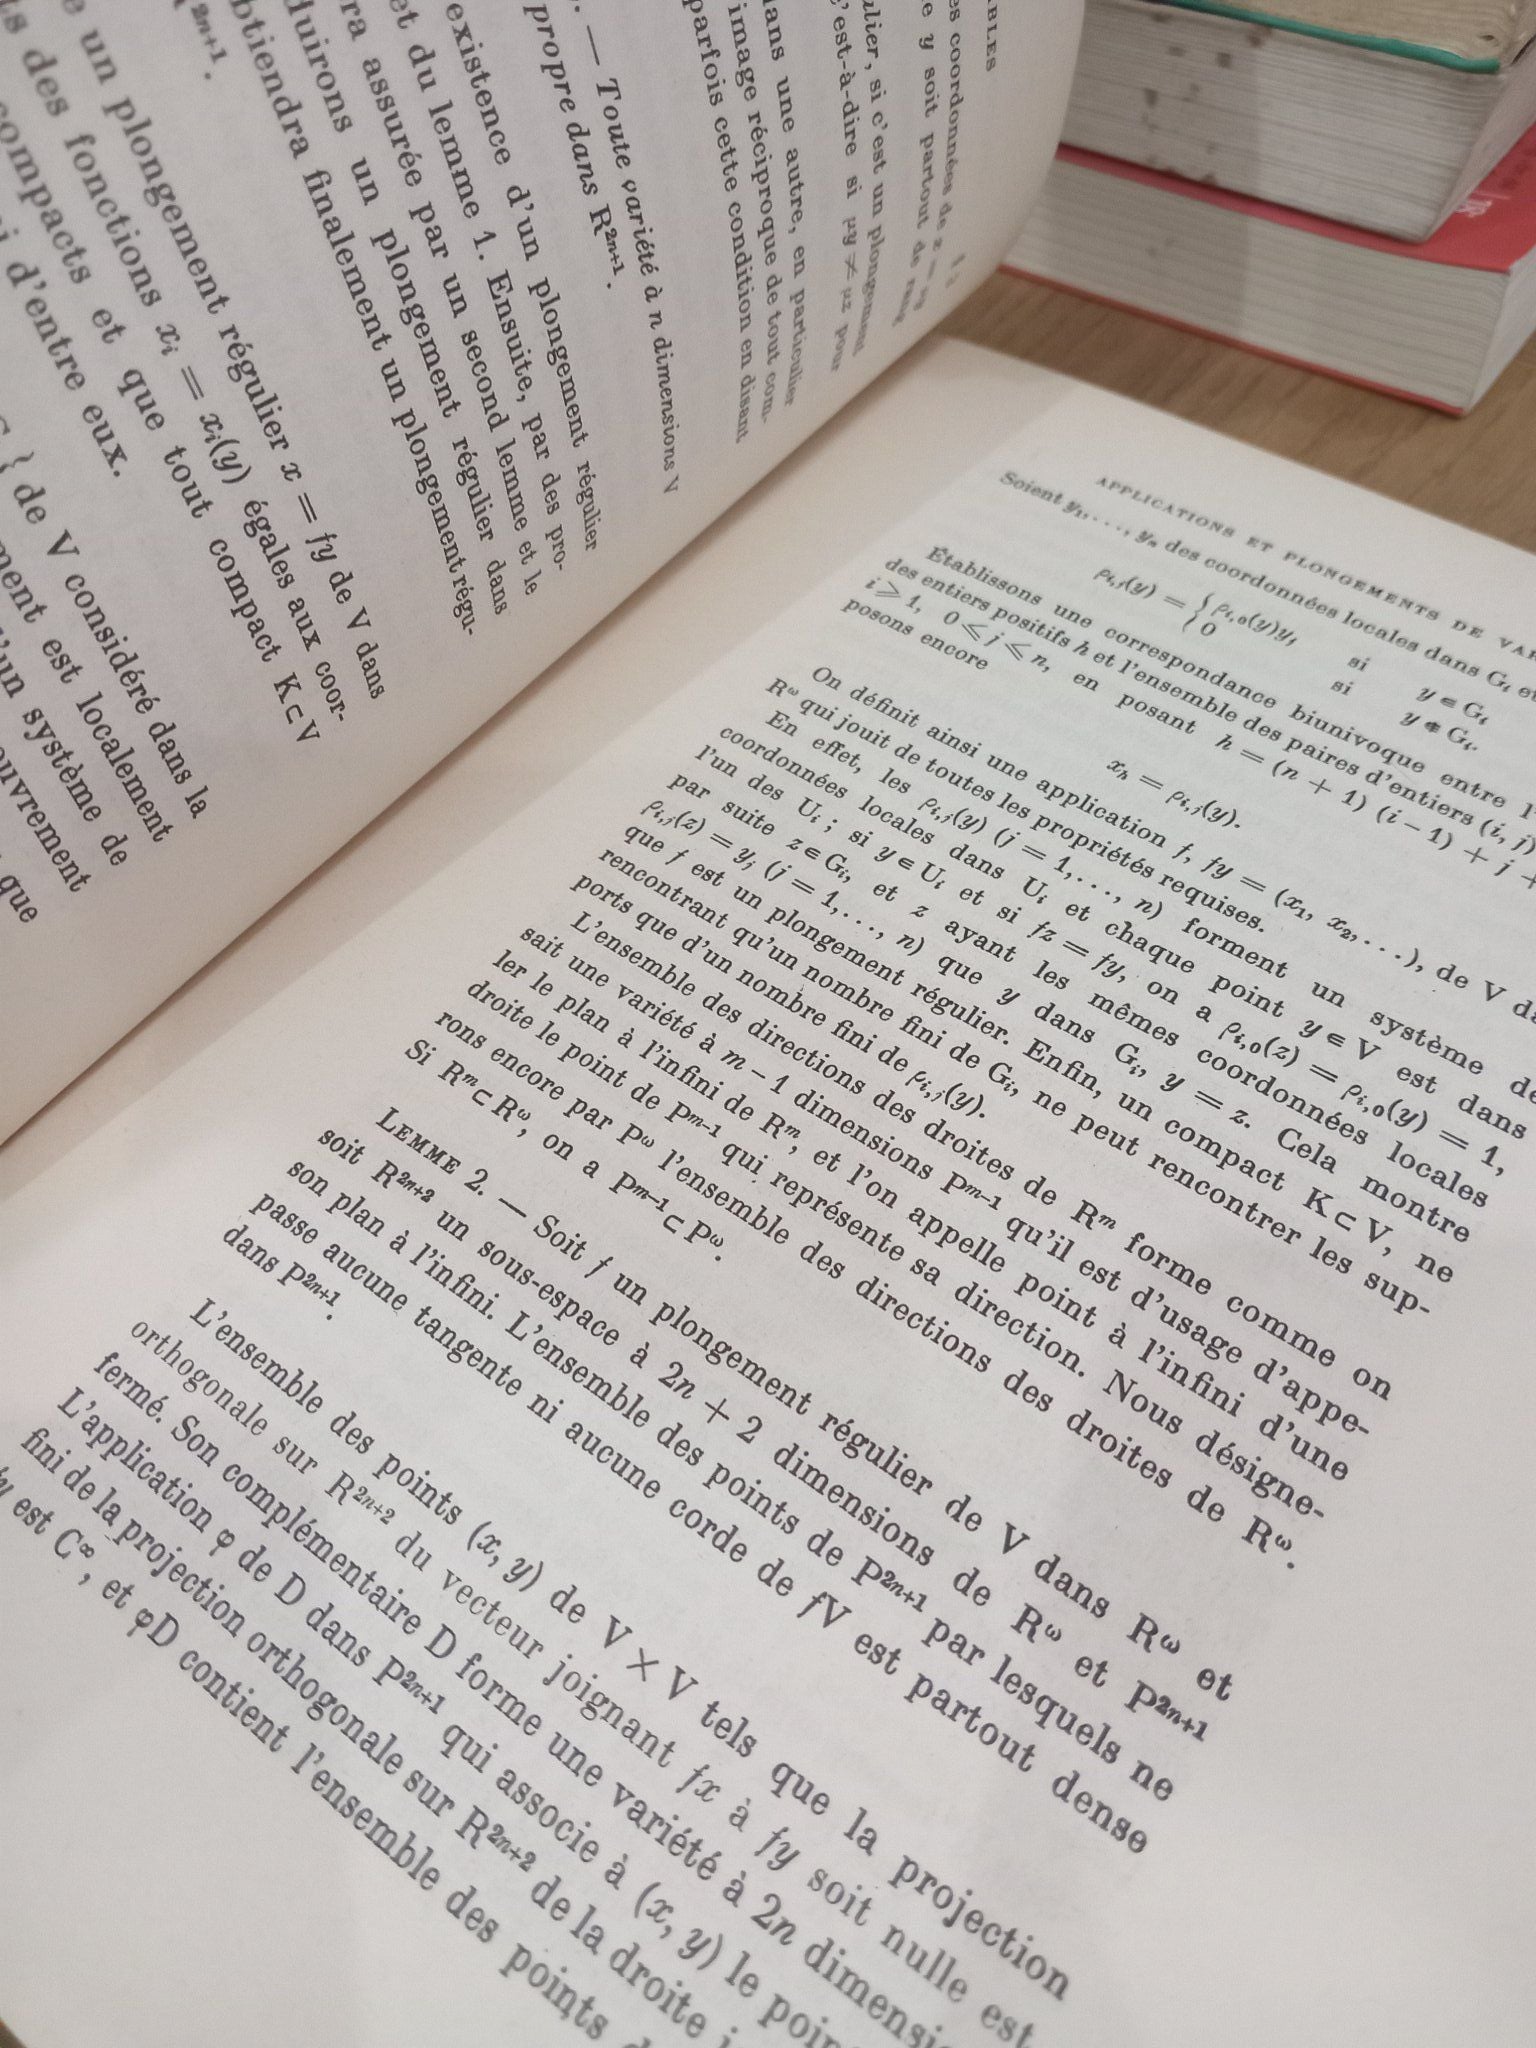 ABLES
es coordonnées de z
e y soit partout de rang
ulier, si c'est un plongement
c'est-à-dire si μy ≠ μz pour
lans une autre, en particulier
image réciproque de tout com-
parfois cette condition en disant
. — Toute variété à n dimensions V
propre dans R²ⁿ⁺¹.
existence d'un plongement régulier
et du lemme 1. Ensuite, par des pro-
ra assurée par un second lemme et le
duirons un plongement régulier dans
btiendra finalement un plongement régu-
R²ⁿ⁺¹.
e un plongement régulier x = fy de V dans
s des fonctions xᵢ = xᵢ(y) égales aux coor-
compacts et que tout compact K ⊂ V
i d'entre eux.
} de V considéré dans la
ment est localement
l'un système de
ouvrement
que
APPLICATIONS ET PLONGEMENTS DE VAR
Soient y₁,..., yₙ des coordonnées locales dans Gᵢ et
ρᵢ,ⱼ(y) = { ρᵢ,₀(y)yⱼ si y ∈ Gᵢ
0 si y ∉ Gᵢ.
Établissons une correspondance biunivoque entre l'
des entiers positifs h et l'ensemble des paires d'entiers (i, j)
i ⩾ 1, 0 ⩽ j ⩽ n, en posant h = (n + 1) (i − 1) + j +
posons encore
xₕ = ρᵢ,ⱼ(y).
On définit ainsi une application f, fy = (x₁, x₂,...), de V da
Rω qui jouit de toutes les propriétés requises.
En effet, les ρᵢ,ⱼ(y) (j = 1,..., n) forment un système de
coordonnées locales dans Uᵢ et chaque point y ∈ V est dans
l'un des Uᵢ; si y ∈ Uᵢ et si fz = fy, on a ρᵢ,₀(z) = ρᵢ,₀(y) = 1,
par suite z ∈ Gᵢ, et z ayant les mêmes coordonnées locales
ρᵢ,ⱼ(z) = yⱼ (j = 1,..., n) que y dans Gᵢ, y = z. Cela montre
que f est un plongement régulier. Enfin, un compact K ⊂ V, ne
rencontrant qu'un nombre fini de Gᵢ, ne peut rencontrer les sup-
ports que d'un nombre fini de ρᵢ,ⱼ(y).
L'ensemble des directions des droites de Rᵐ forme comme on
sait une variété à m − 1 dimensions Pᵐ⁻¹ qu'il est d'usage d'appe-
ler le plan à l'infini de Rᵐ, et l'on appelle point à l'infini d'une
droite le point de Pᵐ⁻¹ qui représente sa direction. Nous désigne-
rons encore par Pω l'ensemble des directions des droites de Rω.
Si Rᵐ ⊂ Rω, on a Pᵐ⁻¹ ⊂ Pω.
LEMME 2. — Soit f un plongement régulier de V dans Rω et
soit R²ⁿ⁺² un sous-espace à 2n + 2 dimensions de Rω et P²ⁿ⁺¹
son plan à l'infini. L'ensemble des points de P²ⁿ⁺¹ par lesquels ne
passe aucune tangente ni aucune corde de fV est partout dense
dans P²ⁿ⁺¹.
L'ensemble des points (x, y) de V × V tels que la projection
orthogonale sur R²ⁿ⁺² du vecteur joignant fx à fy soit nulle est
fermé. Son complémentaire D forme une variété à 2n dimensio
L'application φ de D dans P²ⁿ⁺¹ qui associe à (x, y) le poin
fini de la projection orthogonale sur R²ⁿ⁺² de la droite j
fy est C∞, et φD contient l'ensemble des points d